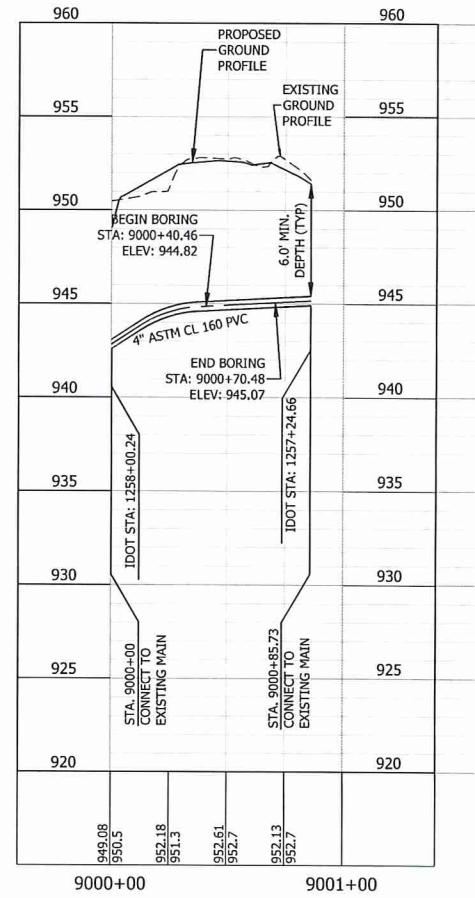 960
960
PROPOSED
GROUND
PROFILE
EXISTING
GROUND
PROFILE
955
955
950
950
BEGIN BORING
STA: 9000+40.46
ELEV: 944.82
6.0' MIN.
DEPTH (TYP)
945
945
4" ASTM CL 160 PVC
END BORING
STA: 9000+70.48
ELEV: 945.07
940
940
IDOT STA: 1258+00.24
IDOT STA: 1257+24.66
935
935
930
930
STA. 9000+00
CONNECT TO
EXISTING MAIN
STA. 9000+85.73
CONNECT TO
EXISTING MAIN
925
925
920
920
949.08
950.5
952.18
951.3
952.61
952.7
952.13
952.7
9000+00
9001+00